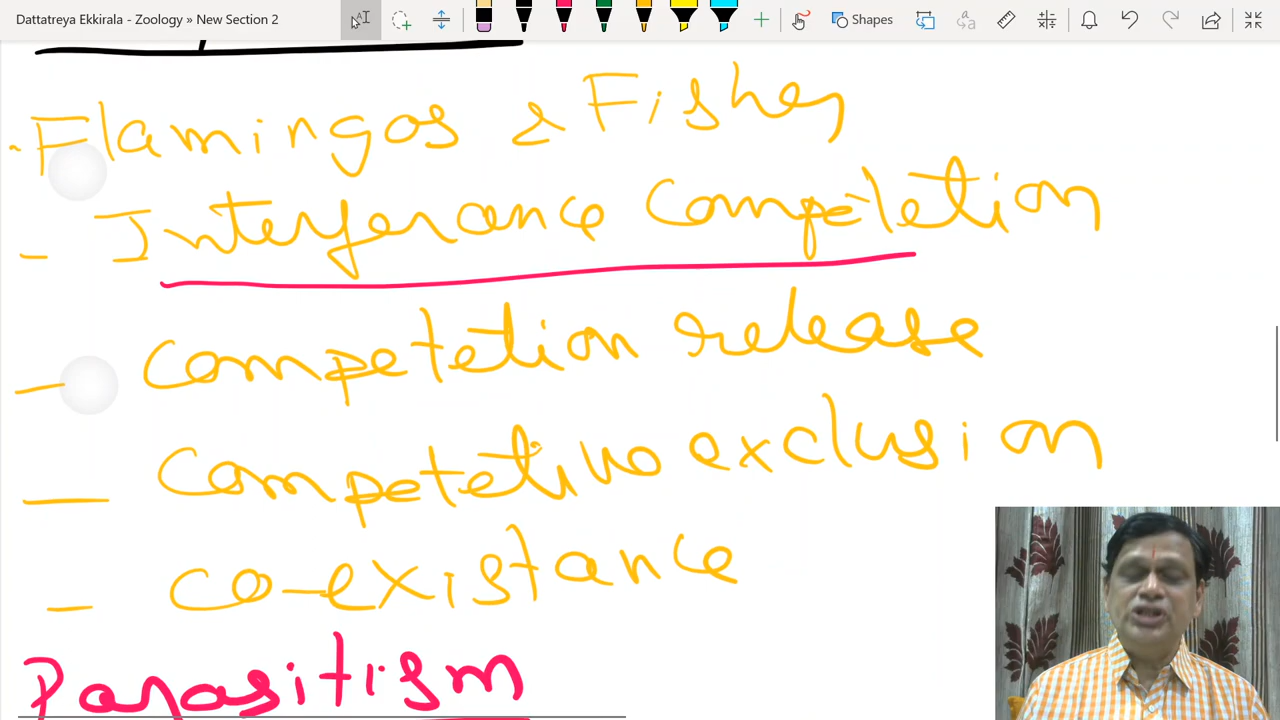 Dattatreya Ekkirala - Zoology » New Section 2
Shapes
- Flamingos & Fishes
- Interferance Competetion
- Competetion release
- Competetive exclusion
- co-existance
Parasitism